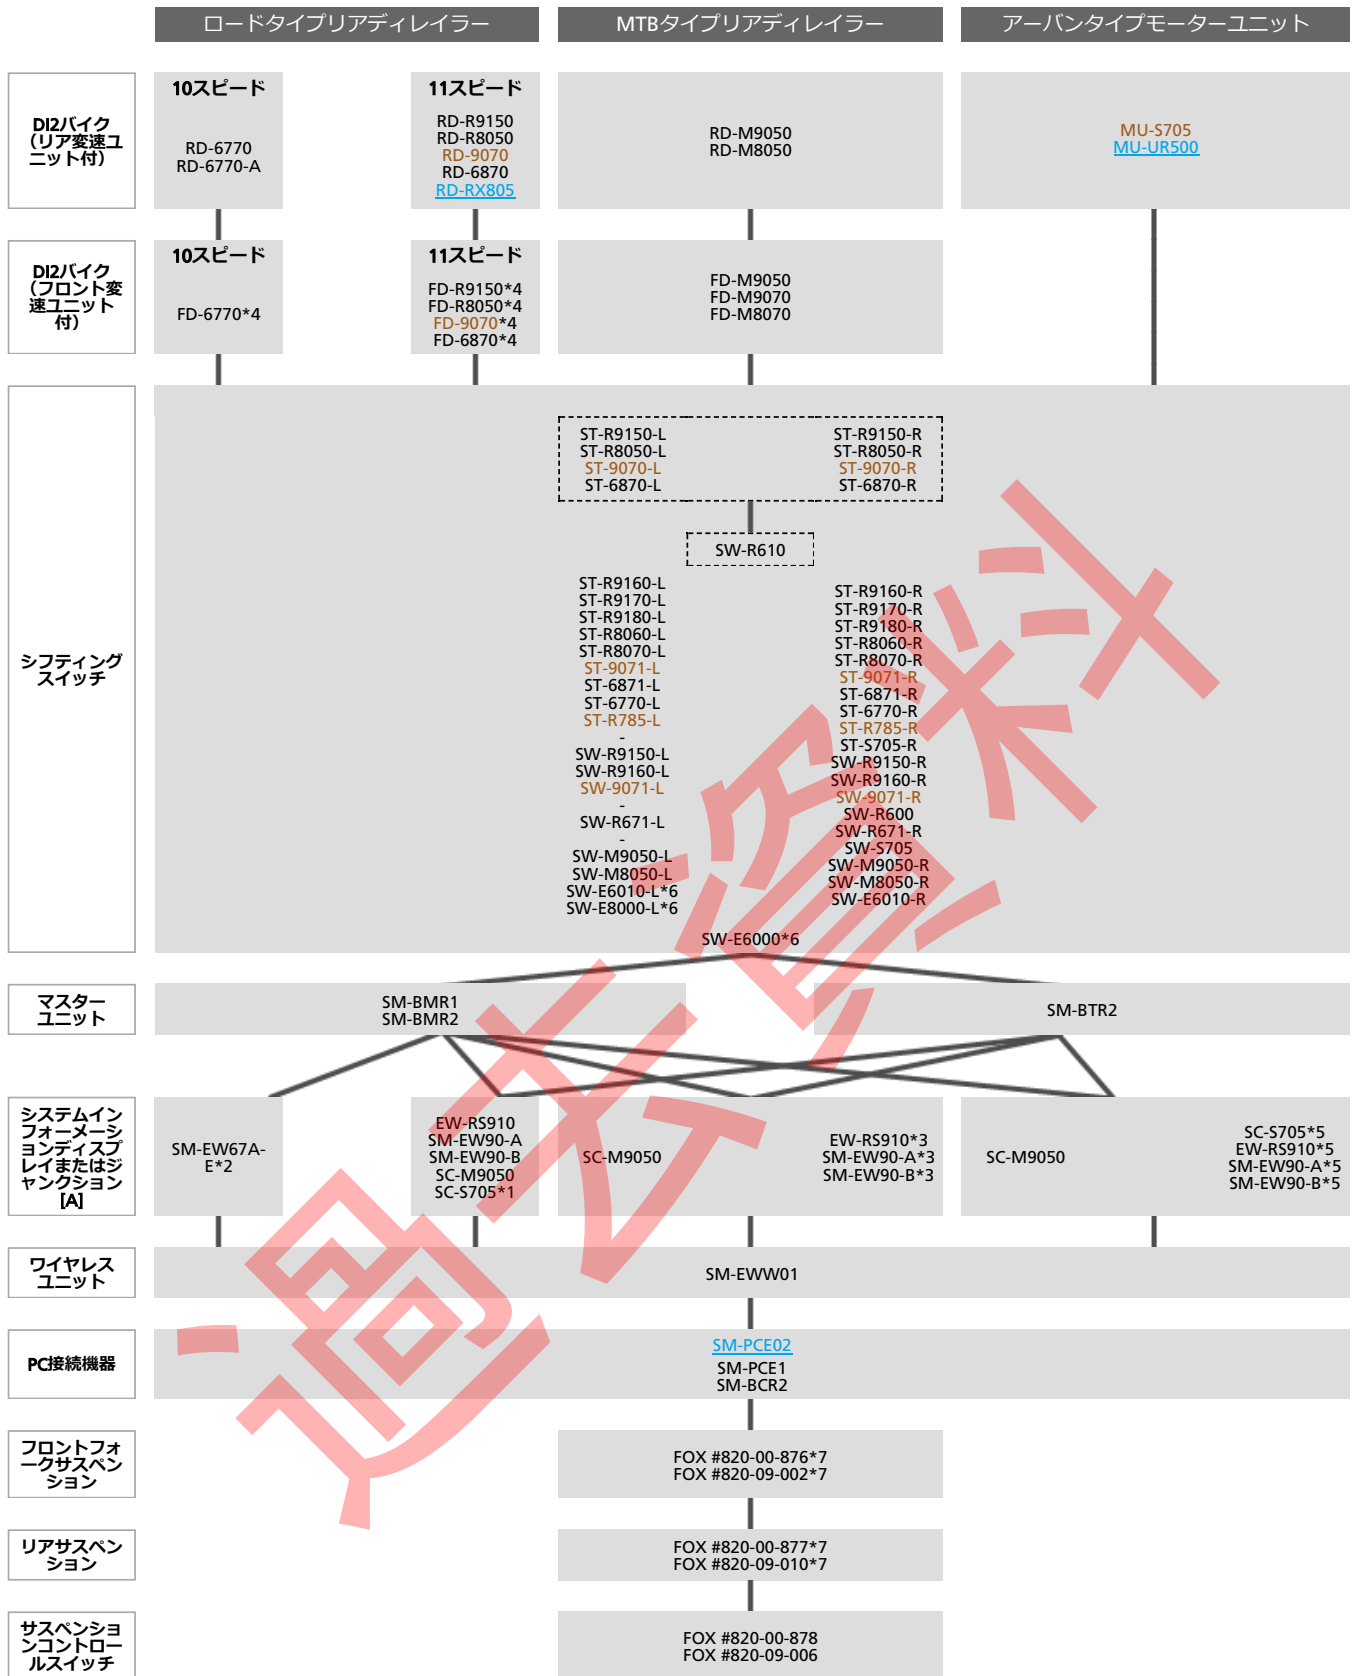 ロードタイプリアディレイラー
MTBタイプリアディレイラー
アーバンタイプモーターユニット
DI2バイク
（リア変速ユ
ニット付）
10スピード
RD-6770
RD-6770-A
11スピード
RD-R9150
RD-R8050
RD-9070
RD-6870
RD-RX805
RD-M9050
RD-M8050
MU-S705
MU-UR500
DI2バイク
（フロント変
速ユニット
付）
10スピード
FD-6770*4
11スピード
FD-R9150*4
FD-R8050*4
FD-9070*4
FD-6870*4
FD-M9050
FD-M9070
FD-M8070
シフティング
スイッチ
ST-R9150-L
ST-R8050-L
ST-9070-L
ST-6870-L
ST-R9150-R
ST-R8050-R
ST-9070-R
ST-6870-R
SW-R610
ST-R9160-L
ST-R9170-L
ST-R9180-L
ST-R8060-L
ST-R8070-L
ST-9071-L
ST-6871-L
ST-6770-L
ST-R785-L
-
SW-R9150-L
SW-R9160-L
SW-9071-L
-
SW-R671-L
-
SW-M9050-L
SW-M8050-L
SW-E6010-L*6
SW-E8000-L*6
ST-R9160-R
ST-R9170-R
ST-R9180-R
ST-R8060-R
ST-R8070-R
ST-9071-R
ST-6871-R
ST-6770-R
ST-R785-R
ST-S705-R
SW-R9150-R
SW-R9160-R
SW-9071-R
SW-R600
SW-R671-R
SW-S705
SW-M9050-R
SW-M8050-R
SW-E6010-R
SW-E6000*6
マスター
ユニット
SM-BMR1
SM-BMR2
SM-BTR2
システムイン
フォーメーシ
ョンディスプ
レイまたはジ
ャンクション
[A]
SM-EW67A-
E*2
EW-RS910
SM-EW90-A
SM-EW90-B
SC-M9050
SC-S705*1
SC-M9050
EW-RS910*3
SM-EW90-A*3
SM-EW90-B*3
SC-M9050
SC-S705*5
EW-RS910*5
SM-EW90-A*5
SM-EW90-B*5
ワイヤレス
ユニット
SM-EWW01
PC接続機器
SM-PCE02
SM-PCE1
SM-BCR2
フロントフォ
ークサスペン
ション
FOX #820-00-876*7
FOX #820-09-002*7
リアサスペン
ション
FOX #820-00-877*7
FOX #820-09-010*7
サスペンショ
ンコントロー
ルスイッチ
FOX #820-00-878
FOX #820-09-006
過去資料